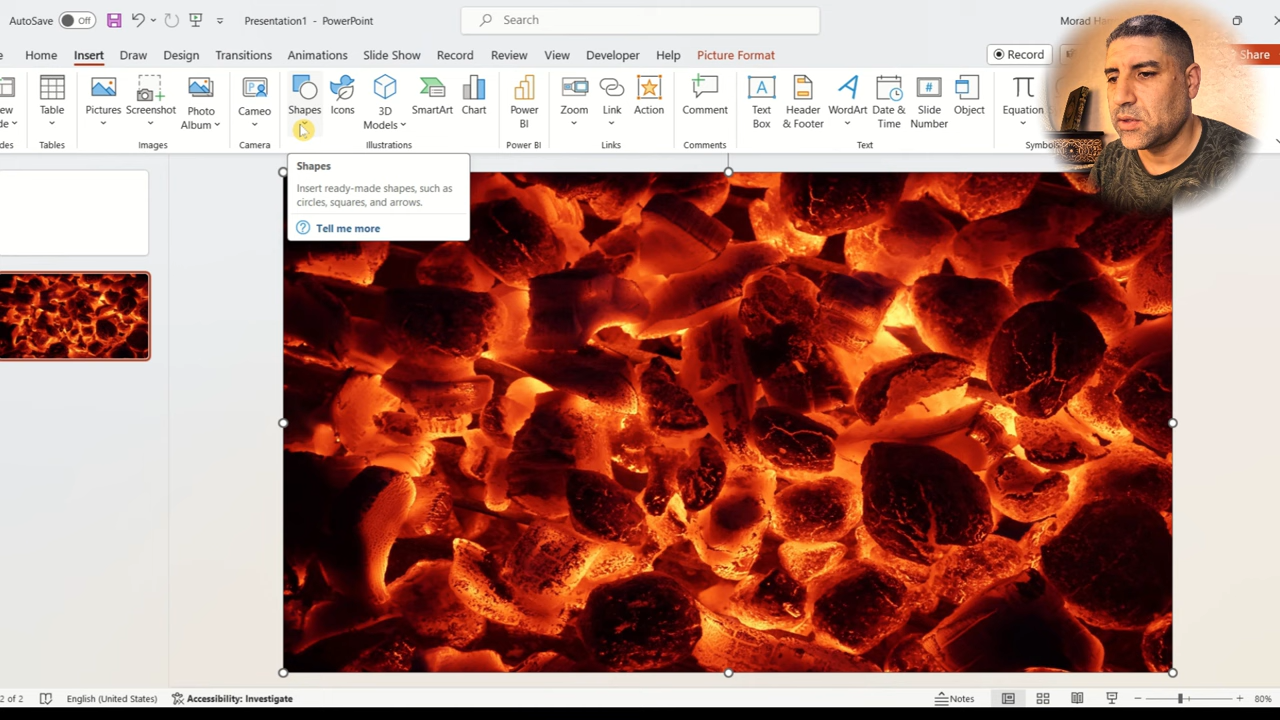 AutoSave Off Presentation1 - PowerPoint Search Morad
Home Insert Draw Design Transitions Animations Slide Show Record Review View Developer Help Picture Format Record Share
Table Pictures Screenshot Photo Album Cameo Shapes Icons 3D Models SmartArt Chart Power BI Zoom Link Action Comment Text Box Header & Footer WordArt Date & Time Slide Number # Object Equation
Tables Images Camera Illustrations Power BI Links Comments Text
Shapes
Insert ready-made shapes, such as
circles, squares, and arrows.
? Tell me more
2 of 2 English (United States) Accessibility: Investigate Notes 80%